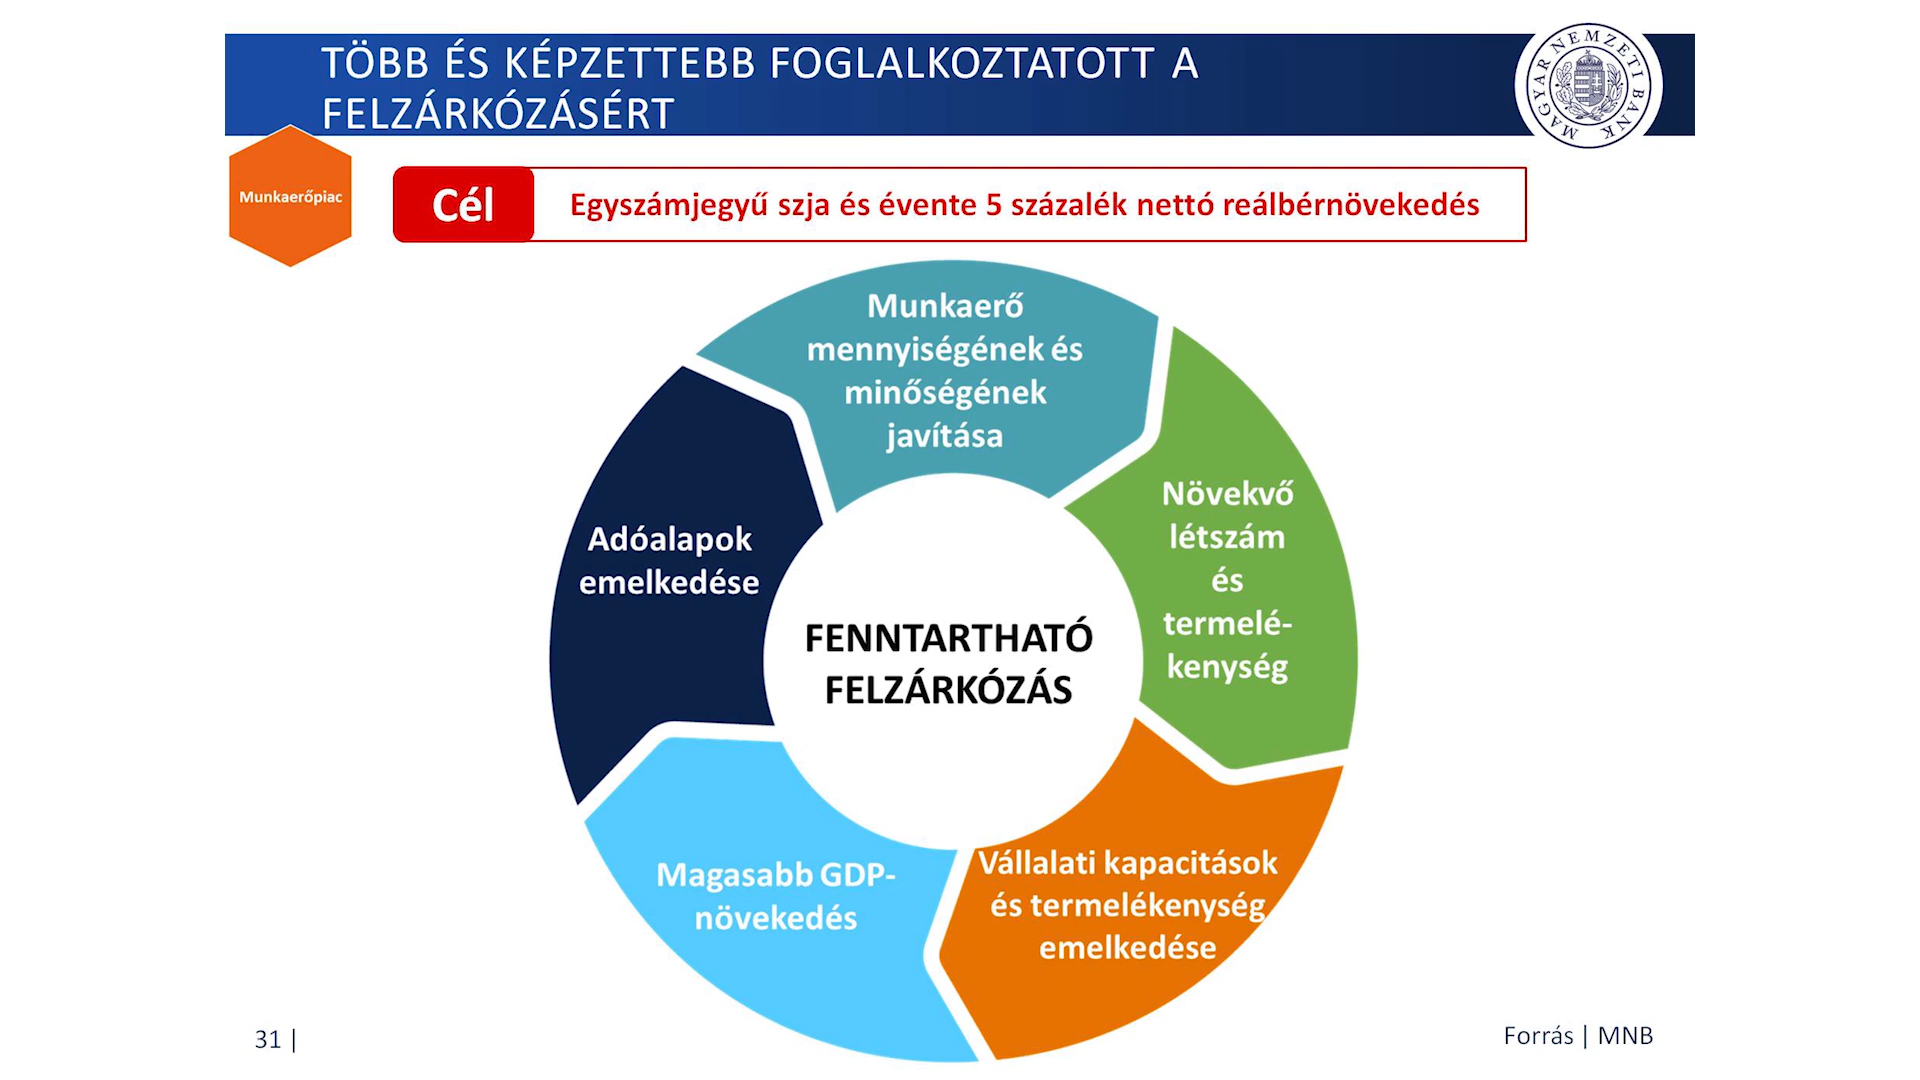 TÖBB ÉS KÉPZETTEBB FOGLALKOZTATOTT A
FELZÁRKÓZÁSÉRT
MAGYAR NEMZETI BANK
Munkaerőpiac
Cél
Egyszámjegyű szja és évente 5 százalék nettó reálbérnövekedés
Munkaerő
mennyiségének és
minőségének
javítása
Növekvő
létszám
és
termelé-
kenység
Vállalati kapacitások
és termelékenység
emelkedése
Magasabb GDP-
növekedés
Adóalapok
emelkedése
FENNTARTHATÓ
FELZÁRKÓZÁS
31 |
Forrás | MNB